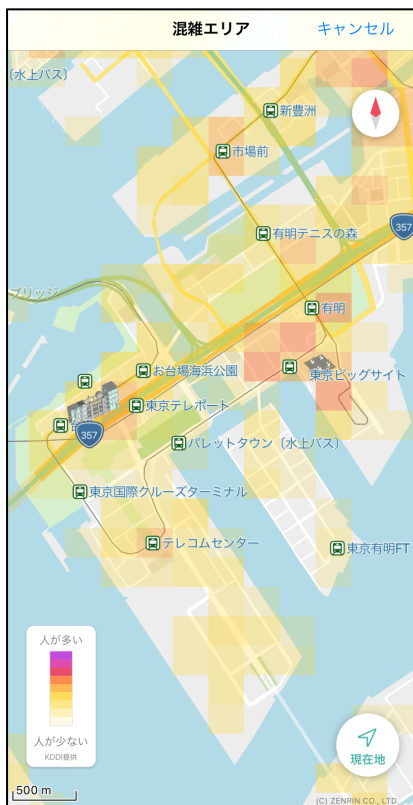 混雑エリア
キャンセル
〔水上バス〕
新豊洲
市場前
有明テニスの森
357
ブリッジ
有明
お台場海浜公園
東京ビッグサイト
東京テレポート
357
パレットタウン〔水上バス〕
東京国際クルーズターミナル
テレコムセンター
東京有明FT
人が多い
人が少ない
KDDI提供
現在地
500 m
(C) ZENRIN CO., LTD.